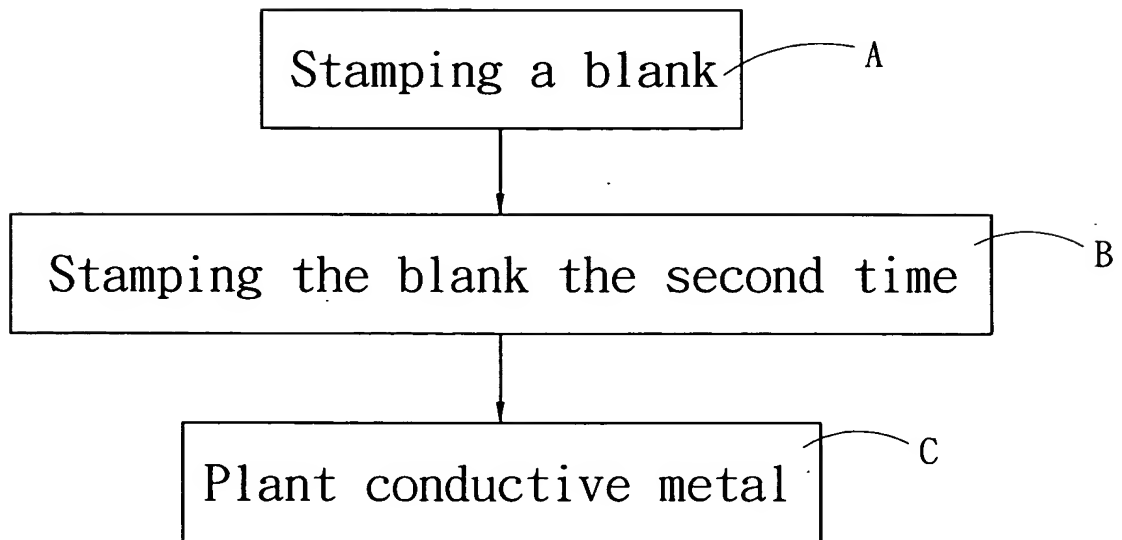 Stamping a blank
A
Stamping the blank the second time
B
Plant conductive metal
C